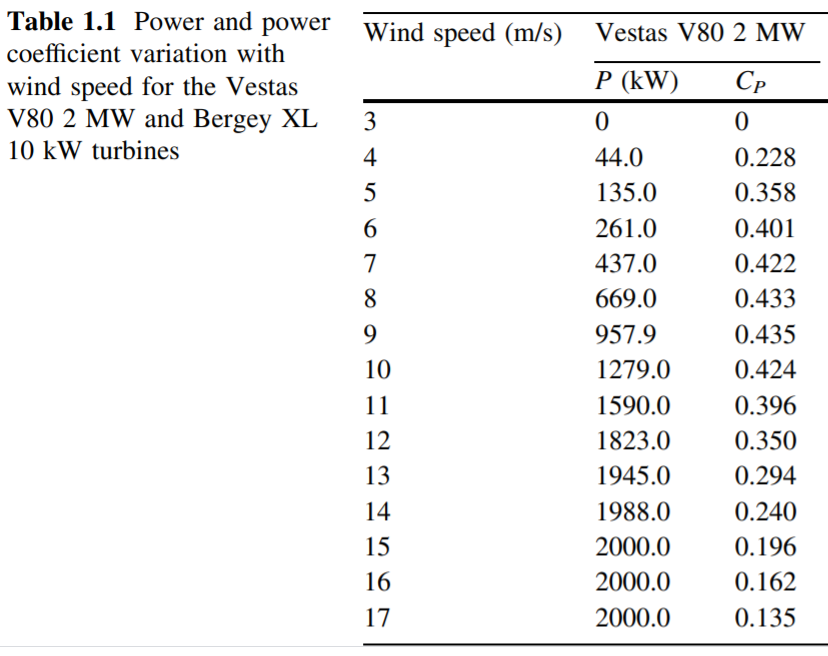 Table 1.1 Power and power
coefficient variation with
wind speed for the Vestas
V80 2 MW and Bergey XL
10 kW turbines
Wind speed (m/s) Vestas V80 2 MW
P (kW) CP
3 0 0
4 44.0 0.228
5 135.0 0.358
6 261.0 0.401
7 437.0 0.422
8 669.0 0.433
9 957.9 0.435
10 1279.0 0.424
11 1590.0 0.396
12 1823.0 0.350
13 1945.0 0.294
14 1988.0 0.240
15 2000.0 0.196
16 2000.0 0.162
17 2000.0 0.135